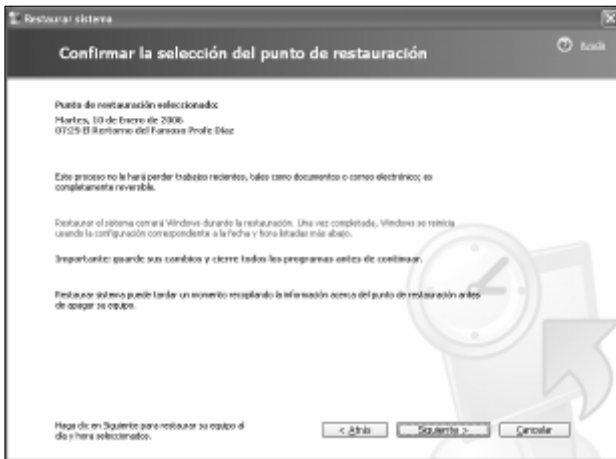 Restaurar sistema
Confirmar la selección del punto de restauración
Ayuda
Punto de restauración seleccionado:
Martes, 10 de Enero de 2006
07:29 El Retorno del Famoso Profe Diaz
Este proceso no le hará perder trabajos recientes, tales como documentos o correo electrónico; es
completamente reversible.
Restaurar el sistema cerrará Windows durante la restauración. Una vez completada, Windows se reinicia
usando la configuración correspondiente a la fecha y hora listadas más abajo.
Importante: guarde sus cambios y cierre todos los programas antes de continuar.
Restaurar sistema puede tardar un momento recopilando la información acerca del punto de restauración antes
de apagar su equipo.
Haga clic en Siguiente para restaurar su equipo al
día y hora seleccionados.
< Atrás
Siguiente >
Cancelar